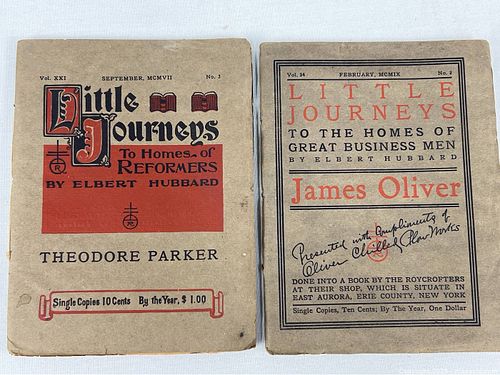 Vol. XXI SEPTEMBER, MCMVII No. 3
Little
Journeys
To Homes of
REFORMERS
BY ELBERT HUBBARD
THEODORE PARKER
Single Copies 10 Cents By the Year, $ 1.00
Vol. 24 FEBRUARY, MCMIX No. 2
LITTLE
JOURNEYS
TO THE HOMES OF
GREAT BUSINESS MEN
BY ELBERT HUBBARD
James Oliver
Presented with Compliments of
Oliver Chilled Plow Works
DONE INTO A BOOK BY THE ROYCROFTERS
AT THEIR SHOP, WHICH IS SITUATE IN
EAST AURORA, ERIE COUNTY, NEW YORK
Single Copies, Ten Cents; By The Year, One Dollar